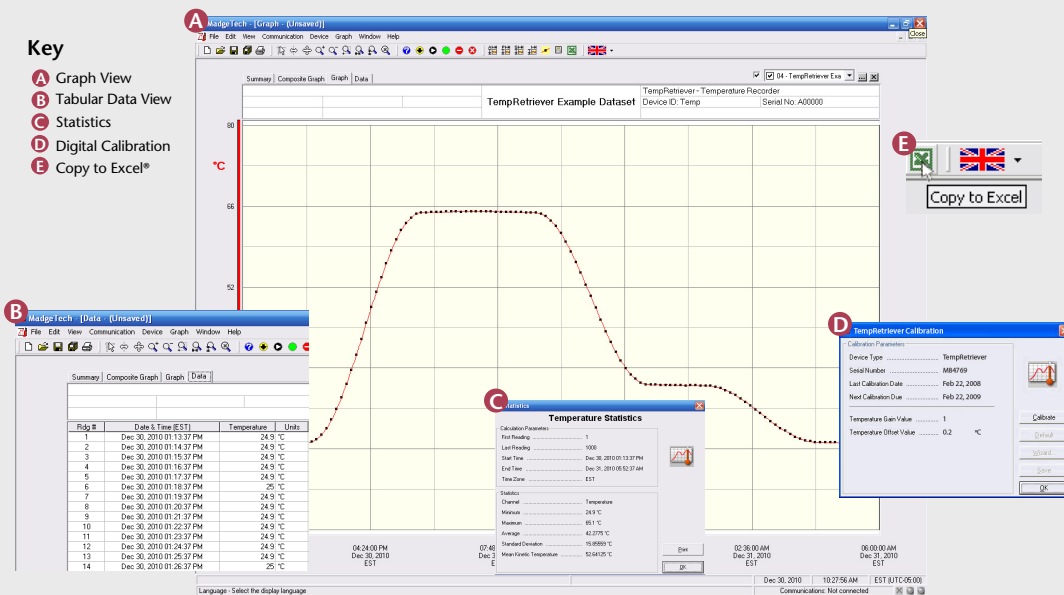 Key
A Graph View
B Tabular Data View
C Statistics
D Digital Calibration
E Copy to Excel®
A
MadgeTech - [Graph - (Unsaved)]
File Edit View Communication Device Graph Window Help
Close
Summary Composite Graph Graph Data
04 - TempRetriever Exa
TempRetriever Example Dataset
TempRetriever - Temperature Recorder
Device ID: Temp Serial No: A00000
80
°C
66
52
04:24:00 PM
Dec 30, 2010
EST
07:48
Dec 3
E
02:36:00 AM
Dec 31, 2010
EST
06:00:00 AM
Dec 31, 2010
EST
Dec 30, 2010 10:27:56 AM EST (UTC-05:00)
Language - Select the display language
Communications: Not connected
E
Copy to Excel
B
MadgeTech - [Data - (Unsaved)]
File Edit View Communication Device Graph Window Help
Summary Composite Graph Graph Data
Rdg # Date & Time (EST) Temperature Units
1 Dec 30, 2010 01:13:37 PM 24.9 °C
2 Dec 30, 2010 01:14:37 PM 24.9 °C
3 Dec 30, 2010 01:15:37 PM 24.9 °C
4 Dec 30, 2010 01:16:37 PM 24.9 °C
5 Dec 30, 2010 01:17:37 PM 24.9 °C
6 Dec 30, 2010 01:18:37 PM 25 °C
7 Dec 30, 2010 01:19:37 PM 24.9 °C
8 Dec 30, 2010 01:20:37 PM 24.9 °C
9 Dec 30, 2010 01:21:37 PM 24.9 °C
10 Dec 30, 2010 01:22:37 PM 24.9 °C
11 Dec 30, 2010 01:23:37 PM 24.9 °C
12 Dec 30, 2010 01:24:37 PM 24.9 °C
13 Dec 30, 2010 01:25:37 PM 24.9 °C
14 Dec 30, 2010 01:26:37 PM 25 °C
C
Statistics
Temperature Statistics
Calculation Parameters
First Reading 1
Last Reading 1000
Start Time Dec 30, 2010 01:13:37 PM
End Time Dec 31, 2010 05:52:37 AM
Time Zone EST
Statistics
Channel Temperature
Minimum 24.9 °C
Maximum 65.1 °C
Average 42.2775 °C
Standard Deviation 15.85559 °C
Mean Kinetic Temperature 52.64125 °C
Print
OK
D
TempRetriever Calibration
Calibration Parameters
Device Type TempRetriever
Serial Number M84769
Last Calibration Date Feb 22, 2008
Next Calibration Due Feb 22, 2009
Temperature Gain Value 1
Temperature Offset Value 0.2 °C
Calibrate
Default
Wizard...
Save
OK